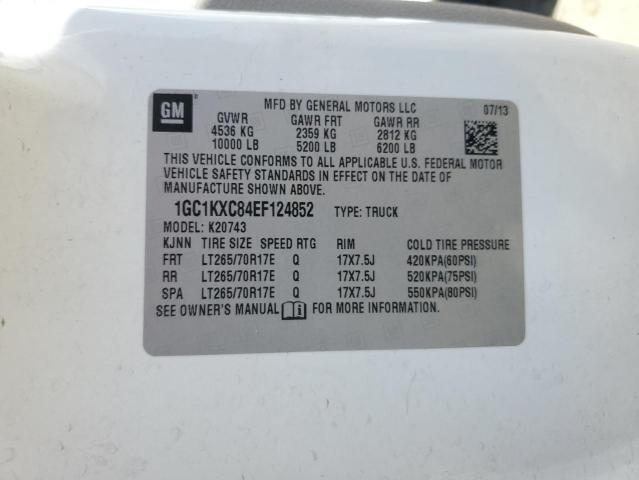 GM ® MFD BY GENERAL MOTORS LLC 07/13
GVWR GAWR FRT GAWR RR
4536 KG 2359 KG 2812 KG
10000 LB 5200 LB 6200 LB
THIS VEHICLE CONFORMS TO ALL APPLICABLE U.S. FEDERAL MOTOR
VEHICLE SAFETY STANDARDS IN EFFECT ON THE DATE OF
MANUFACTURE SHOWN ABOVE.
1GC1KXC84EF124852 TYPE: TRUCK
MODEL: K20743
KJNN TIRE SIZE SPEED RTG RIM COLD TIRE PRESSURE
FRT LT265/70R17E Q 17X7.5J 420KPA(60PSI)
RR LT265/70R17E Q 17X7.5J 520KPA(75PSI)
SPA LT265/70R17E Q 17X7.5J 550KPA(80PSI)
SEE OWNER'S MANUAL FOR MORE INFORMATION.